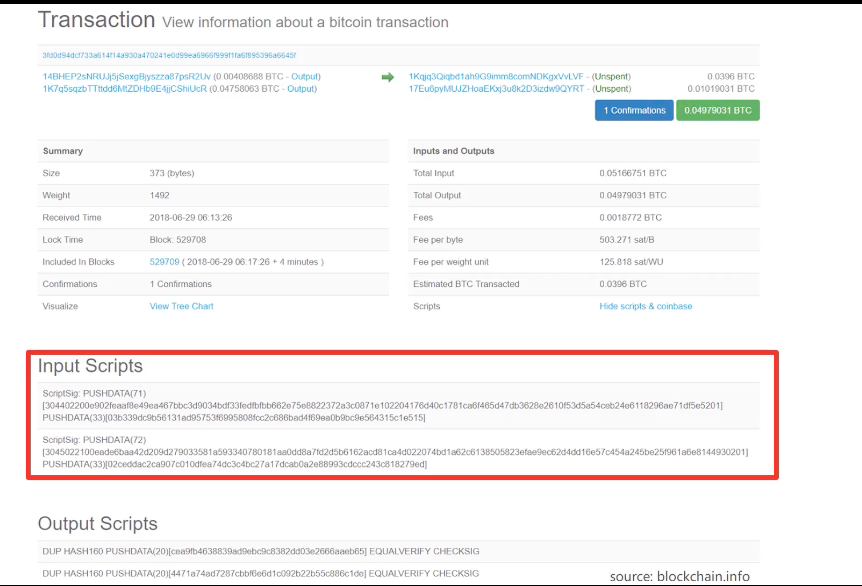 Transaction View information about a bitcoin transaction
14BHEP2sNRUJj5jSexgBjyszza87psR2Uv (0.00408688 BTC - Output)
1K7q5sqzbTTttdd6MtZDHb9E4jjCShiUcR (0.04758063 BTC - Output)
1Kqjq3Qiqbd1ah9G9imm8comNDKgxVvLVF - (Unspent) 0.0396 BTC
17Eu6pyMUJZHoaEKxj3u8k2D3izdw9QYRT - (Unspent) 0.01019031 BTC
1 Confirmations 0.04979031 BTC
Summary
Size 373 (bytes)
Weight 1492
Received Time 2018-06-29 06:13:26
Lock Time Block: 529708
Included In Blocks 529709 ( 2018-06-29 06:17:26 + 4 minutes )
Confirmations 1 Confirmations
Visualize View Tree Chart
Inputs and Outputs
Total Input 0.05166751 BTC
Total Output 0.04979031 BTC
Fees 0.0018772 BTC
Fee per byte 503.271 sat/B
Fee per weight unit 125.818 sat/WU
Estimated BTC Transacted 0.0396 BTC
Scripts Hide scripts & coinbase
Input Scripts
ScriptSig: PUSHDATA(71)
PUSHDATA(33)[03b339dc9b56131ad95753f6995808fcc2c686bad4f69ea0b9bc9e564315c1e515]
ScriptSig: PUSHDATA(72)
PUSHDATA(33)[02ceddac2ca907c010dfea74dc3c4bc27a17dcab0a2e88993cdccc243c818279ed]
Output Scripts
DUP HASH160 PUSHDATA(20)[cea9fb4638839ad9ebc9c8382dd03e2666aaeb65] EQUALVERIFY CHECKSIG
DUP HASH160 PUSHDATA(20)[4471a74ad7287cbbf6e6d1c092b22b55c886c1de] EQUALVERIFY CHECKSIG
source: blockchain.info